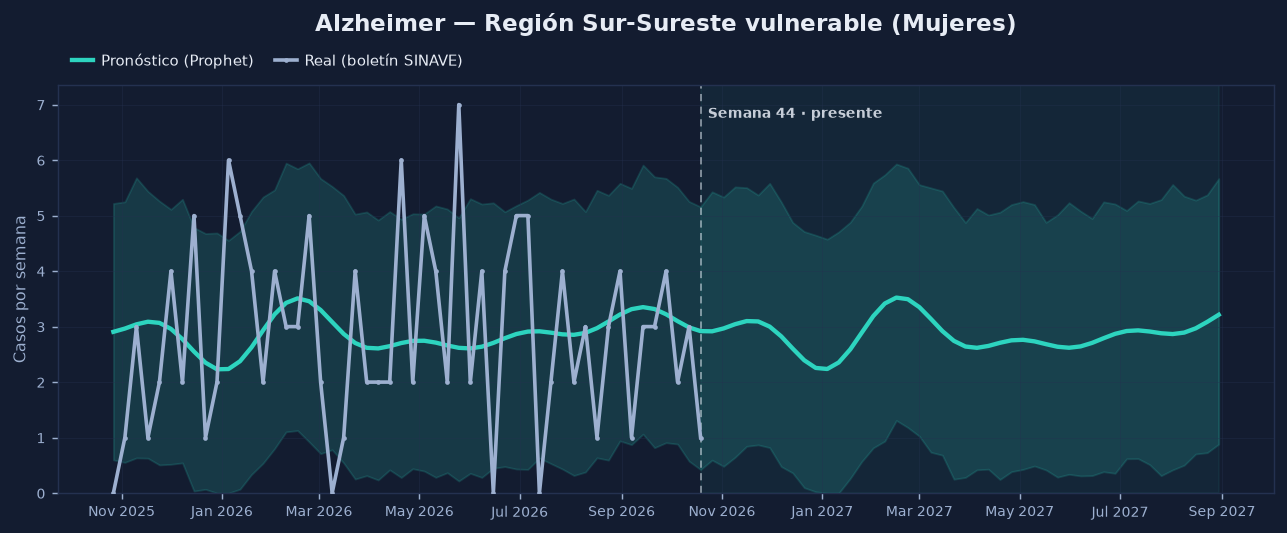 Alzheimer — Región Sur-Sureste vulnerable (Mujeres)
Pronóstico (Prophet) Real (boletín SINAVE)
Semana 44 · presente
Casos por semana
7
6
5
4
3
2
1
0
Nov 2025 Jan 2026 Mar 2026 May 2026 Jul 2026 Sep 2026 Nov 2026 Jan 2027 Mar 2027 May 2027 Jul 2027 Sep 2027